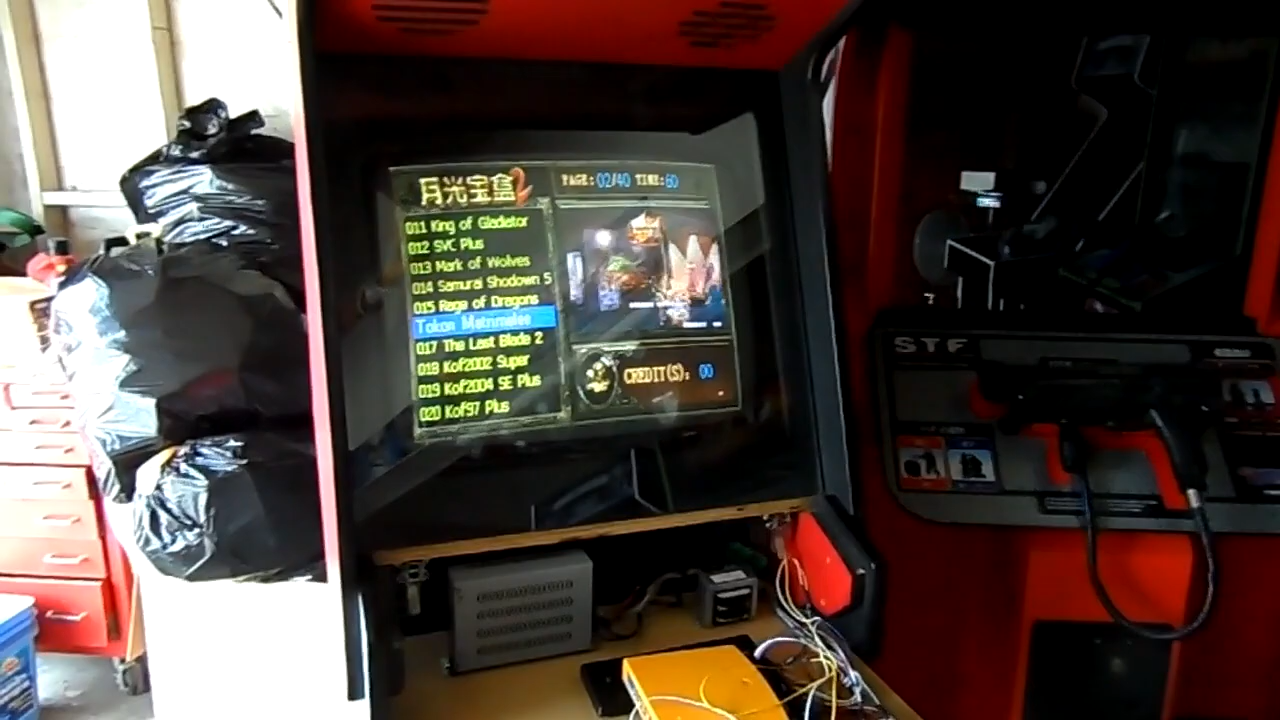 月光宝盒2
PAGE: 02/40 TIME: 60
011 King of Gladiator
012 SVC Plus
013 Mark of Wolves
014 Samurai Shodown 5
015 Rage of Dragons
Tokon Matrimelee
017 The Last Blade 2
018 Kof2002 Super
019 Kof2004 SE Plus
020 Kof97 Plus
CREDIT(S): 00
STF